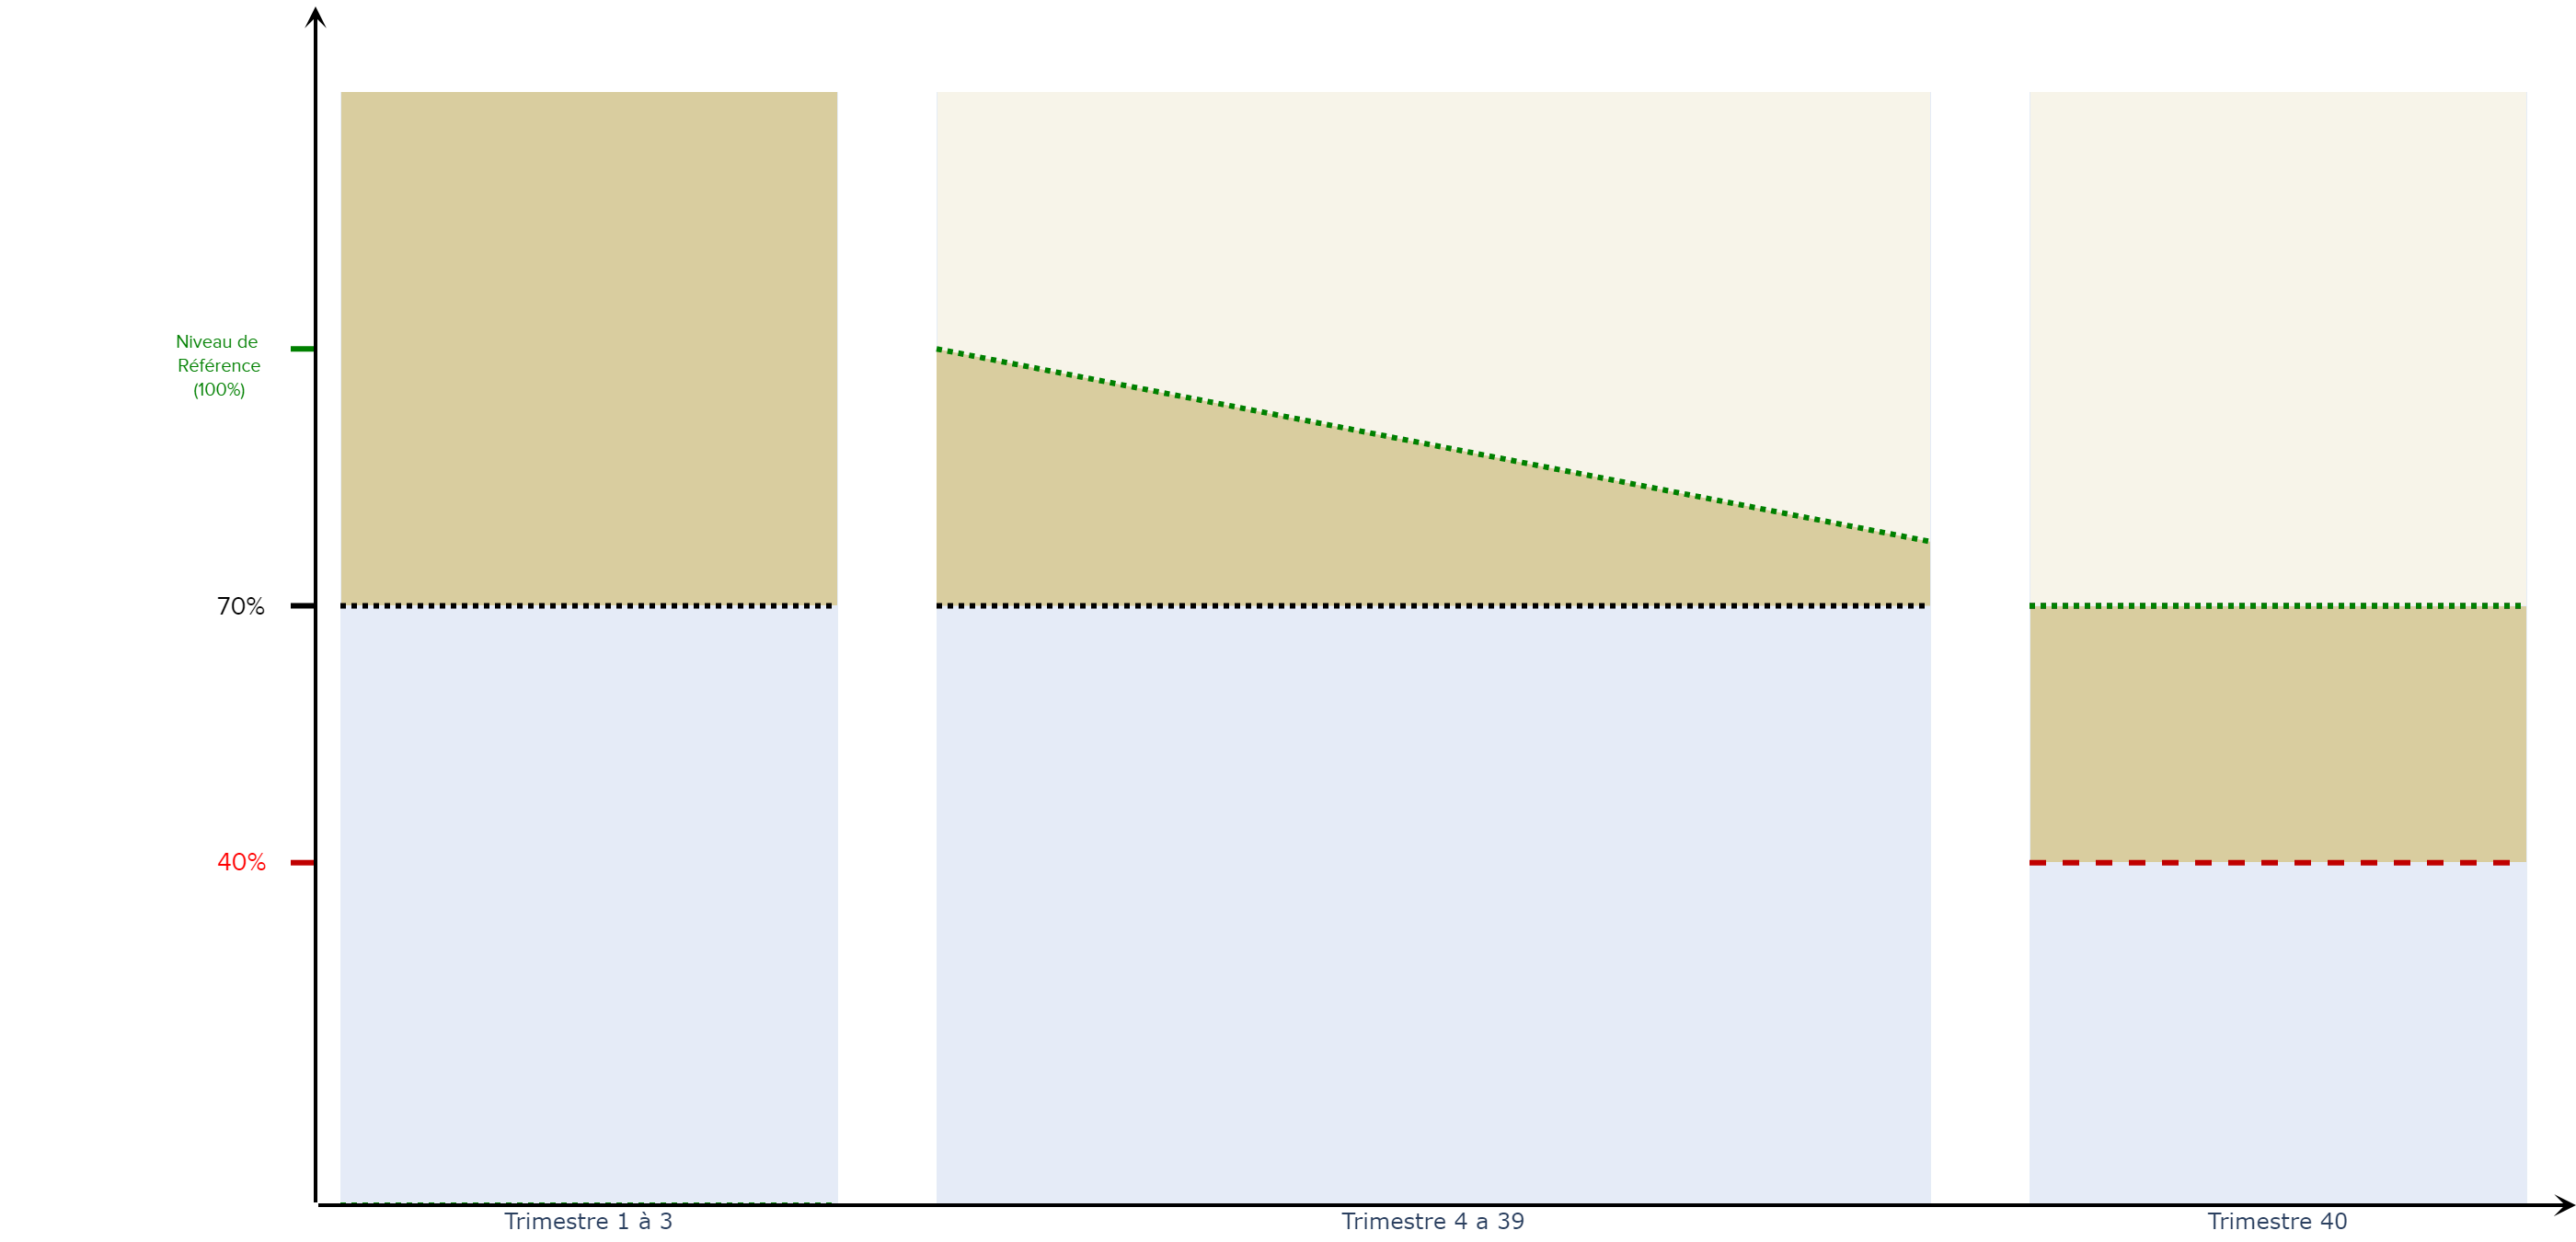 Niveau de
Référence
(100%)
70%
40%
Trimestre 1 à 3
Trimestre 4 a 39
Trimestre 40